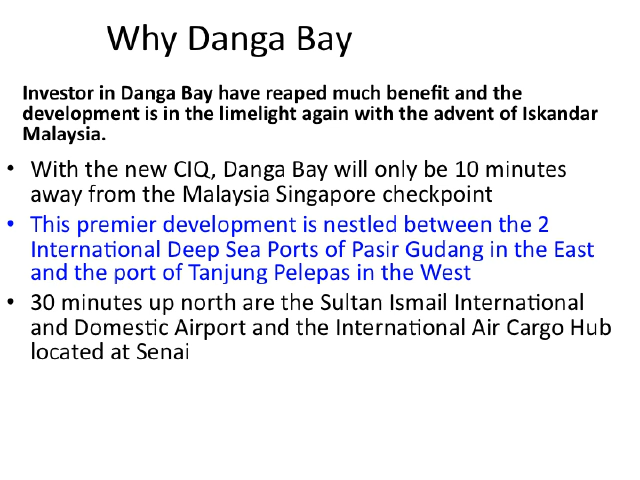 Why Danga Bay
Investor in Danga Bay have reaped much benefit and the
development is in the limelight again with the advent of Iskandar
Malaysia.
• With the new CIQ, Danga Bay will only be 10 minutes
away from the Malaysia Singapore checkpoint
• This premier development is nestled between the 2
International Deep Sea Ports of Pasir Gudang in the East
and the port of Tanjung Pelepas in the West
• 30 minutes up north are the Sultan Ismail International
and Domestic Airport and the International Air Cargo Hub
located at Senai